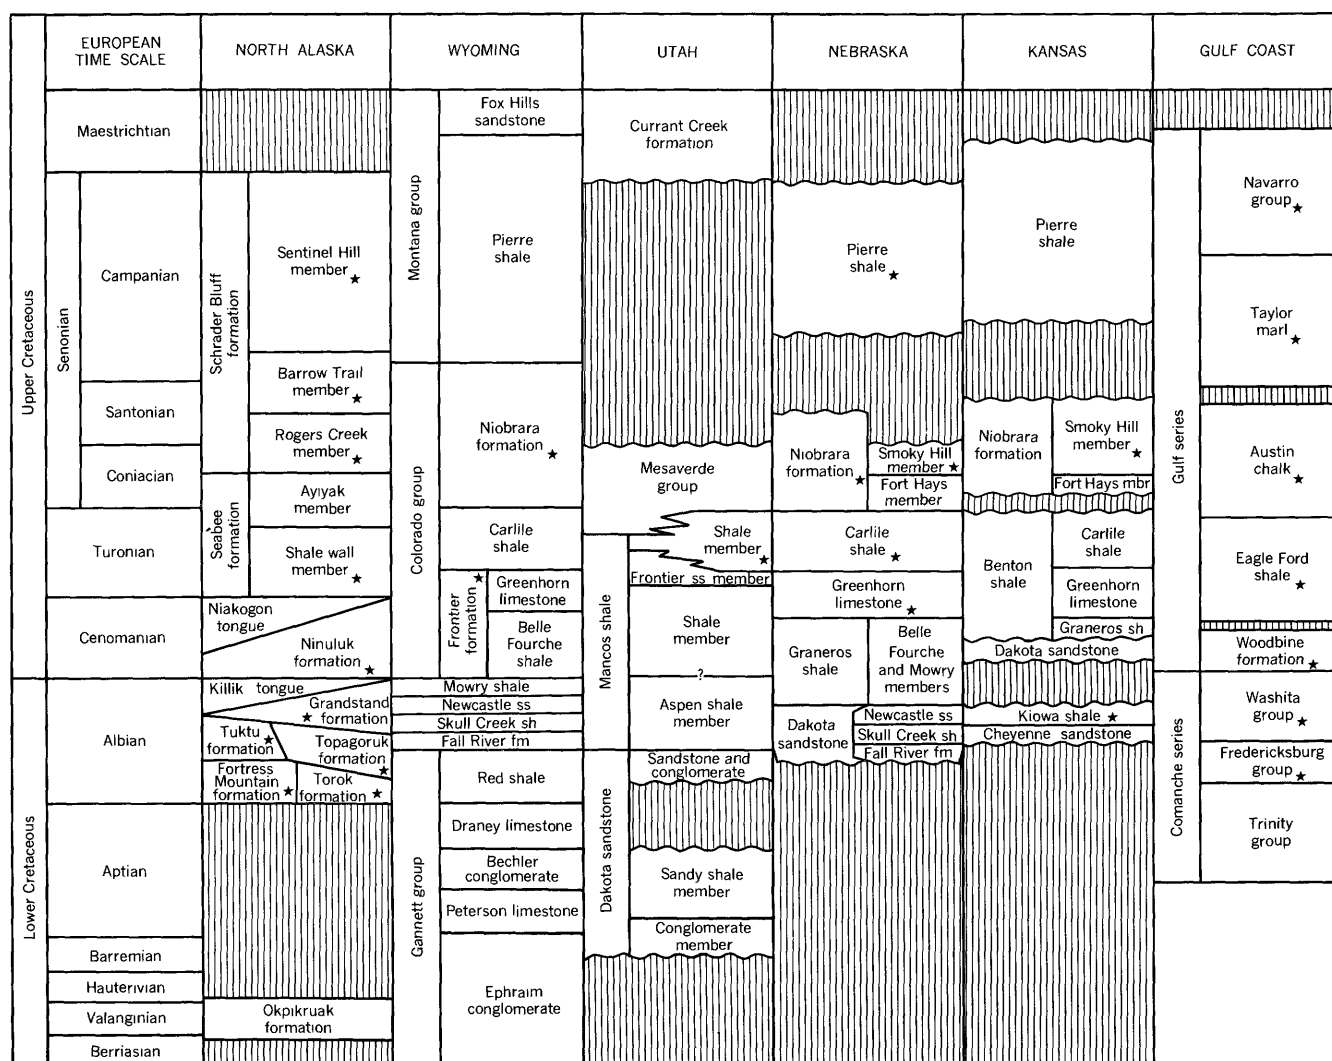 EUROPEAN
TIME SCALE
NORTH ALASKA
WYOMING
UTAH
NEBRASKA
KANSAS
GULF COAST
Upper Cretaceous
Lower Cretaceous
Senonian
Maestrichtian
Campanian
Santonian
Coniacian
Turonian
Cenomanian
Albian
Aptian
Barremian
Hauterivian
Valanginian
Berriasian
Schrader Bluff
formation
Sentinel Hill
member ★
Barrow Trail
member ★
Rogers Creek
member ★
Seabee
formation
Ayiyak
member
Shale wall
member ★
Niakogon
tongue
Ninuluk
formation ★
Killik tongue
Grandstand
★ formation
Tuktu ★
formation
Topagoruk
formation ★
Fortress
Mountain
formation ★
Torok
formation ★
Okpikruak
formation
Montana group
Fox Hills
sandstone
Pierre
shale
Colorado group
Niobrara
formation ★
Carlile
shale
Frontier
formation
★
Greenhorn
limestone
Belle
Fourche
shale
Mowry shale
Newcastle ss
Skull Creek sh
Fall River fm
Gannett group
Red shale
Draney limestone
Bechler
conglomerate
Peterson limestone
Ephraim
conglomerate
Currant Creek
formation
Mesaverde
group
Mancos shale
Shale
member ★
Frontier ss member
Shale
member
?
Aspen shale
member
Dakota sandstone
Sandstone and
conglomerate
Sandy shale
member
Conglomerate
member
Pierre
shale ★
Niobrara
formation ★
Smoky Hill
member ★
Fort Hays
member
Carlile
shale ★
Greenhorn
limestone ★
Graneros
shale
Belle
Fourche
and Mowry
members
Dakota
sandstone
Newcastle ss
Skull Creek sh
Fall River fm
Pierre
shale
Niobrara
formation
Smoky Hill
member ★
Fort Hays mbr
Benton
shale
Carlile
shale
Greenhorn
limestone
Graneros sh
Dakota sandstone
Kiowa shale ★
Cheyenne sandstone
Gulf series
Navarro
group ★
Taylor
marl ★
Austin
chalk ★
Eagle Ford
shale ★
Woodbine
formation ★
Comanche series
Washita
group ★
Fredericksburg
group ★
Trinity
group